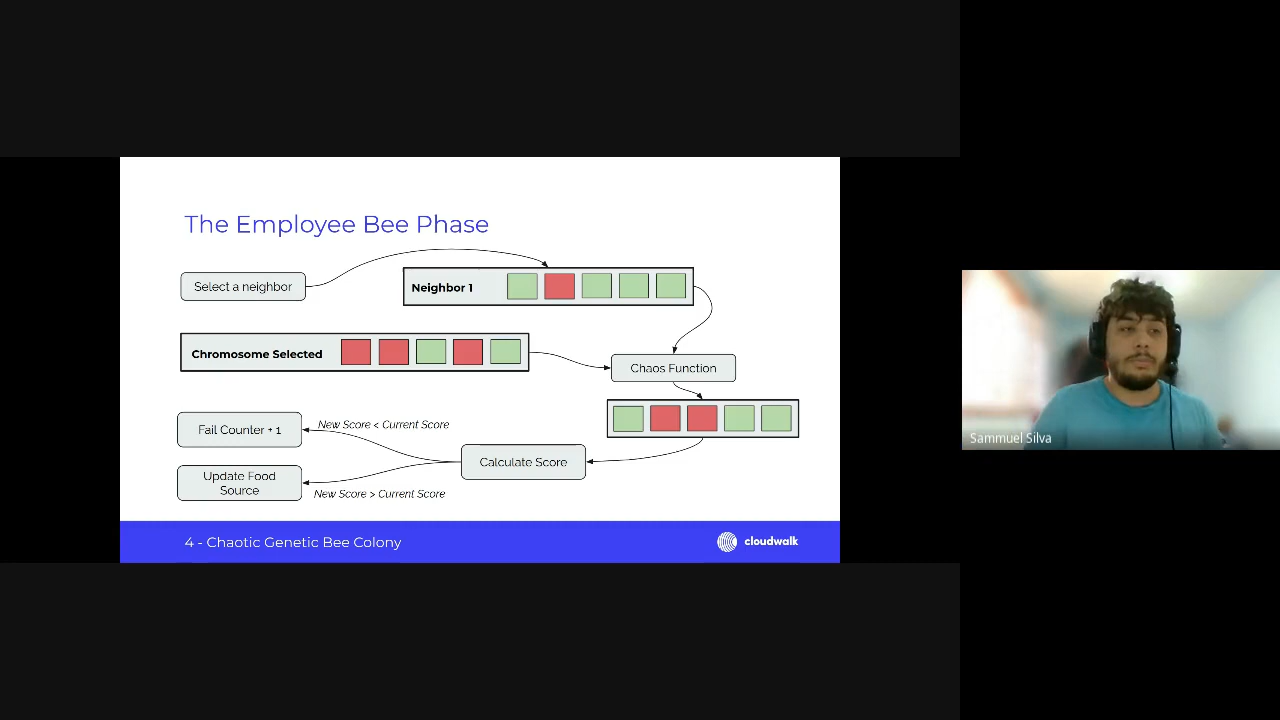 The Employee Bee Phase
Select a neighbor
Neighbor 1
Chromosome Selected
Chaos Function
Fail Counter + 1
New Score < Current Score
Calculate Score
Update Food
Source
New Score > Current Score
4 - Chaotic Genetic Bee Colony
cloudwalk
Sammuel Silva